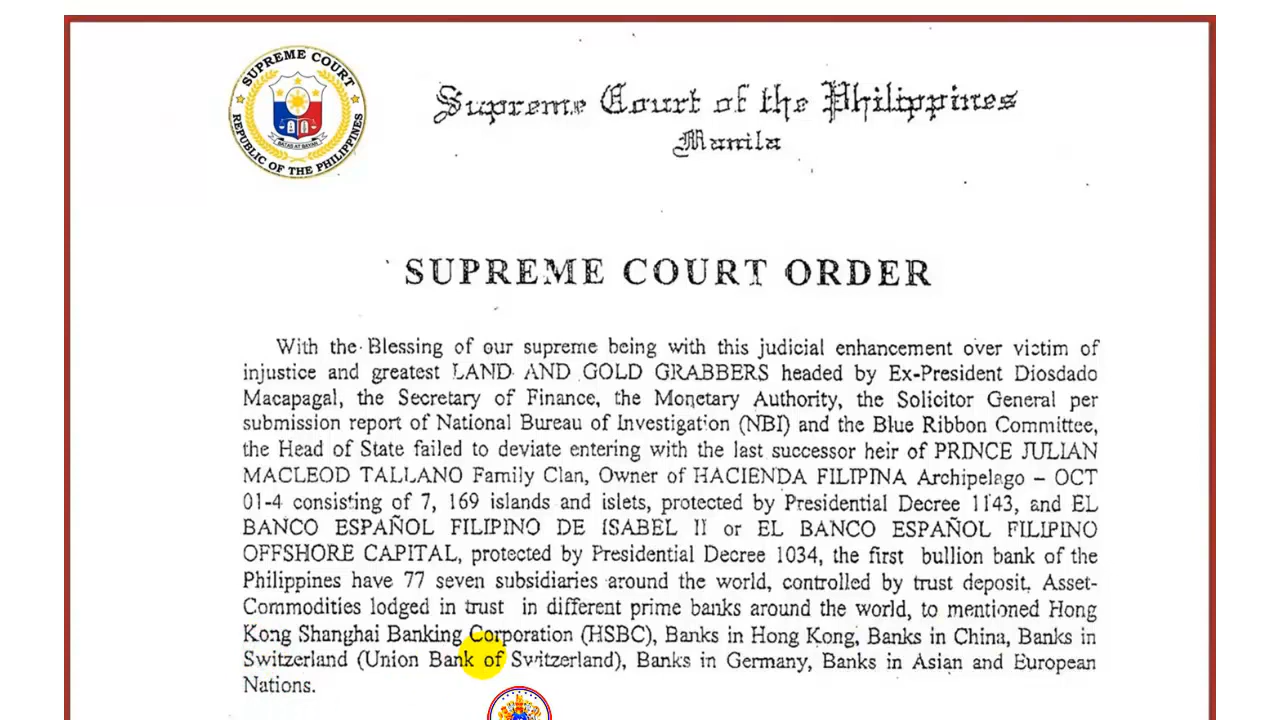 SUPREME COURT
REPUBLIC OF THE PHILIPPINES
BATAS AT BAYAN
Supreme Court of the Philippines
Manila
SUPREME COURT ORDER
With the Blessing of our supreme being with this judicial enhancement over victim of
injustice and greatest LAND AND GOLD GRABBERS headed by Ex-President Diosdado
Macapagal, the Secretary of Finance, the Monetary Authority, the Solicitor General per
submission report of National Bureau of Investigation (NBI) and the Blue Ribbon Committee,
the Head of State failed to deviate entering with the last successor heir of PRINCE JULIAN
MACLEOD TALLANO Family Clan, Owner of HACIENDA FILIPINA Archipelago – OCT
01-4 consisting of 7, 169 islands and islets, protected by Presidential Decree 1143, and EL
BANCO ESPAÑOL FILIPINO DE ISABEL II or EL BANCO ESPAÑOL FILIPINO
OFFSHORE CAPITAL, protected by Presidential Decree 1034, the first bullion bank of the
Philippines have 77 seven subsidiaries around the world, controlled by trust deposit, Asset-
Commodities lodged in trust in different prime banks around the world, to mentioned Hong
Kong Shanghai Banking Corporation (HSBC), Banks in Hong Kong, Banks in China, Banks in
Switzerland (Union Bank of Switzerland), Banks in Germany, Banks in Asian and European
Nations.